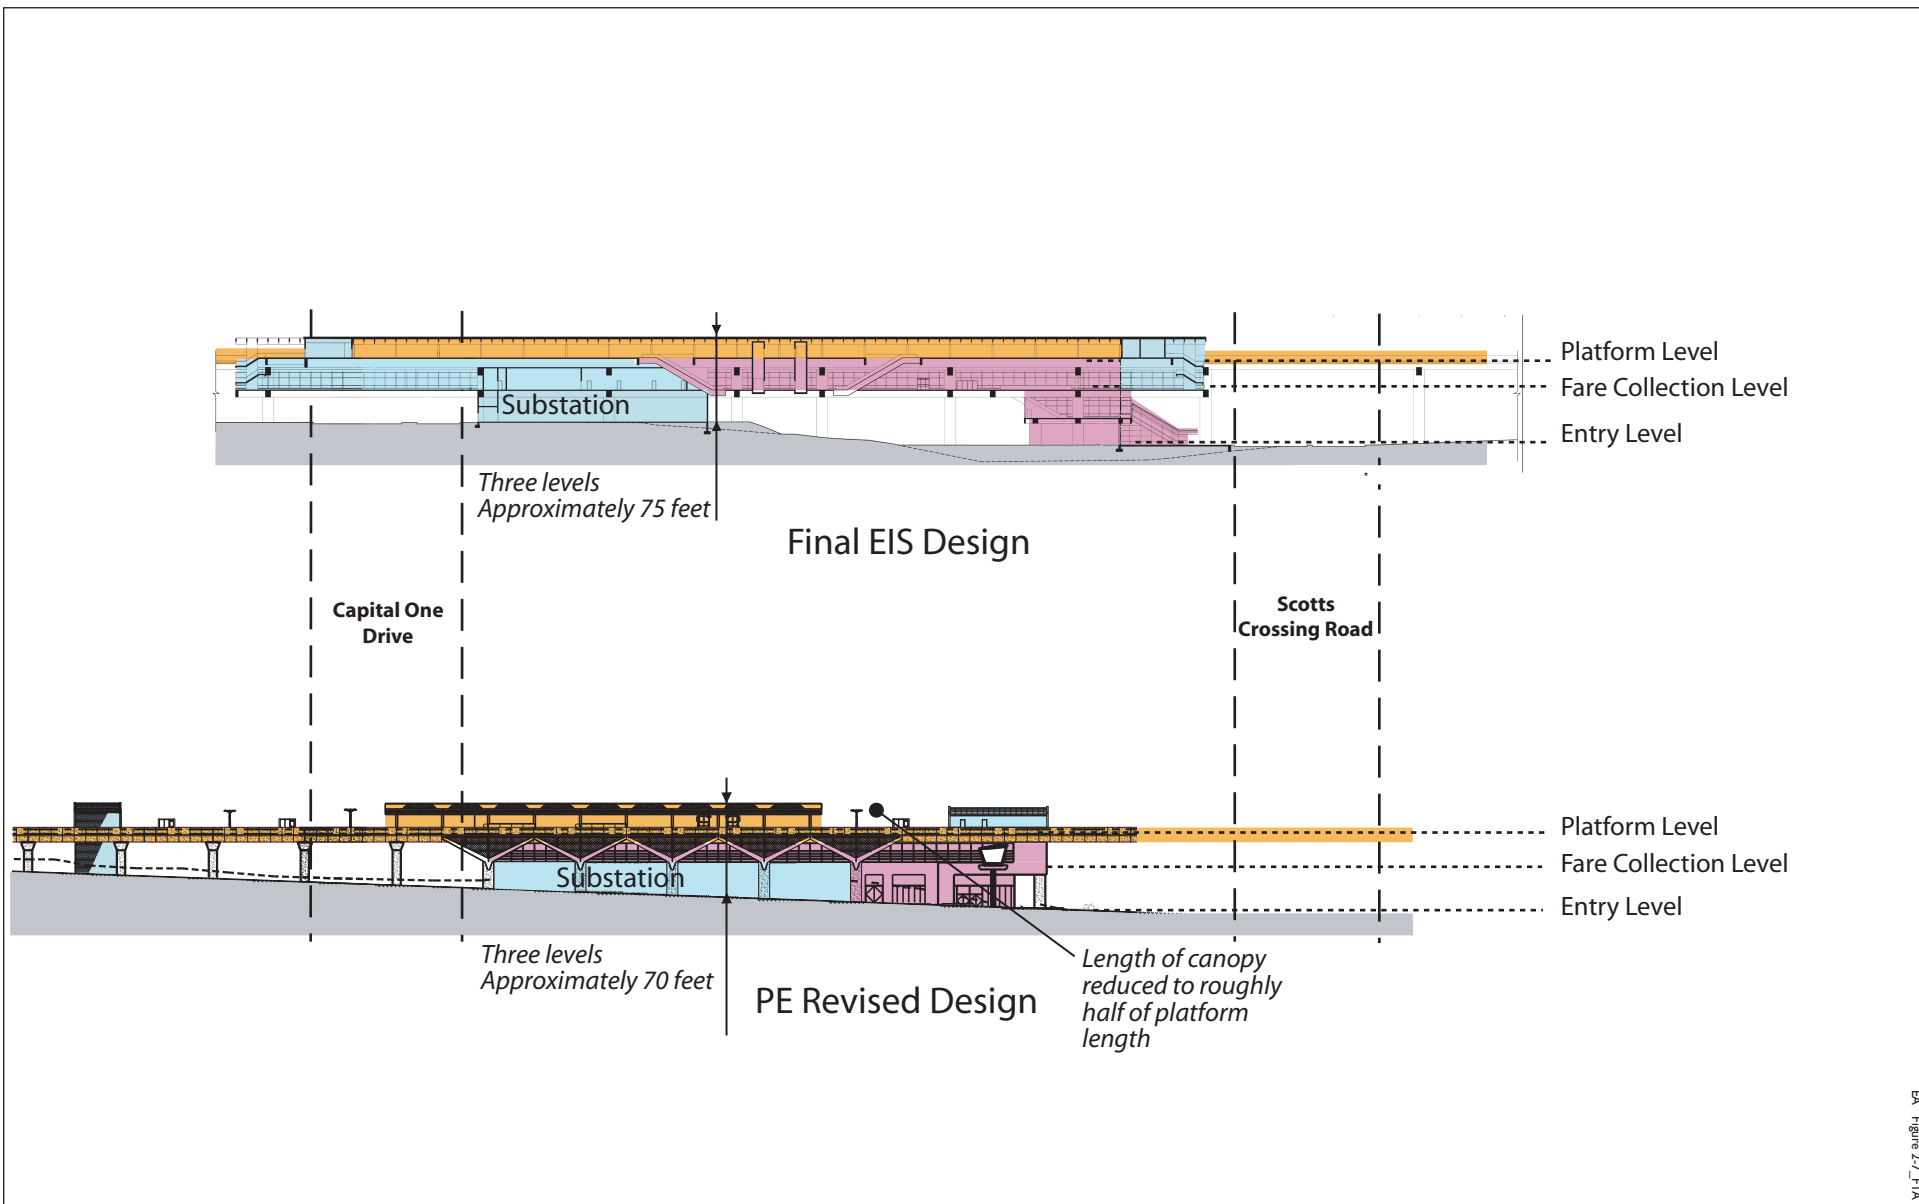 Platform Level
Fare Collection Level
Substation
Entry Level
Three levels
Approximately 75 feet
Final EIS Design
Capital One
Drive
Scotts
Crossing Road
Platform Level
Fare Collection Level
Substation
Entry Level
Three levels
Approximately 70 feet
PE Revised Design
Length of canopy
reduced to roughly
half of platform
length